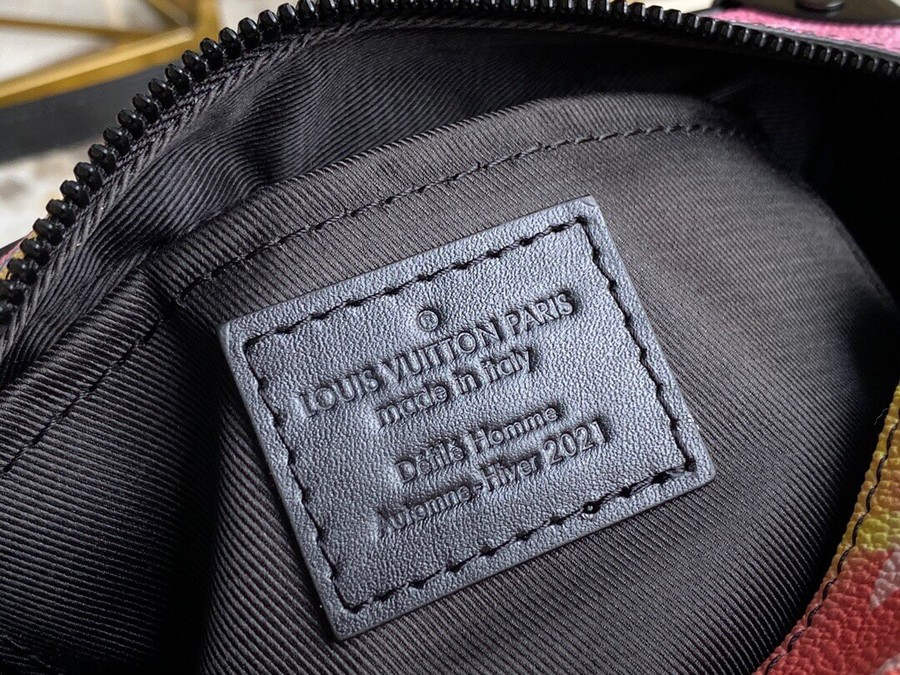 LOUIS VUITTON PARIS
made in italy
Défilé Homme
Automne-Hiver 2021